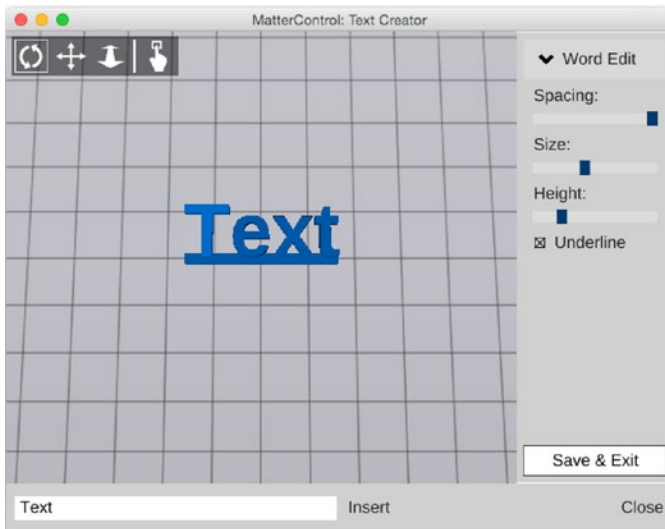 MatterControl: Text Creator
Word Edit
Spacing:
Size:
Height:
Underline
Text
Save & Exit
Text
Insert
Close